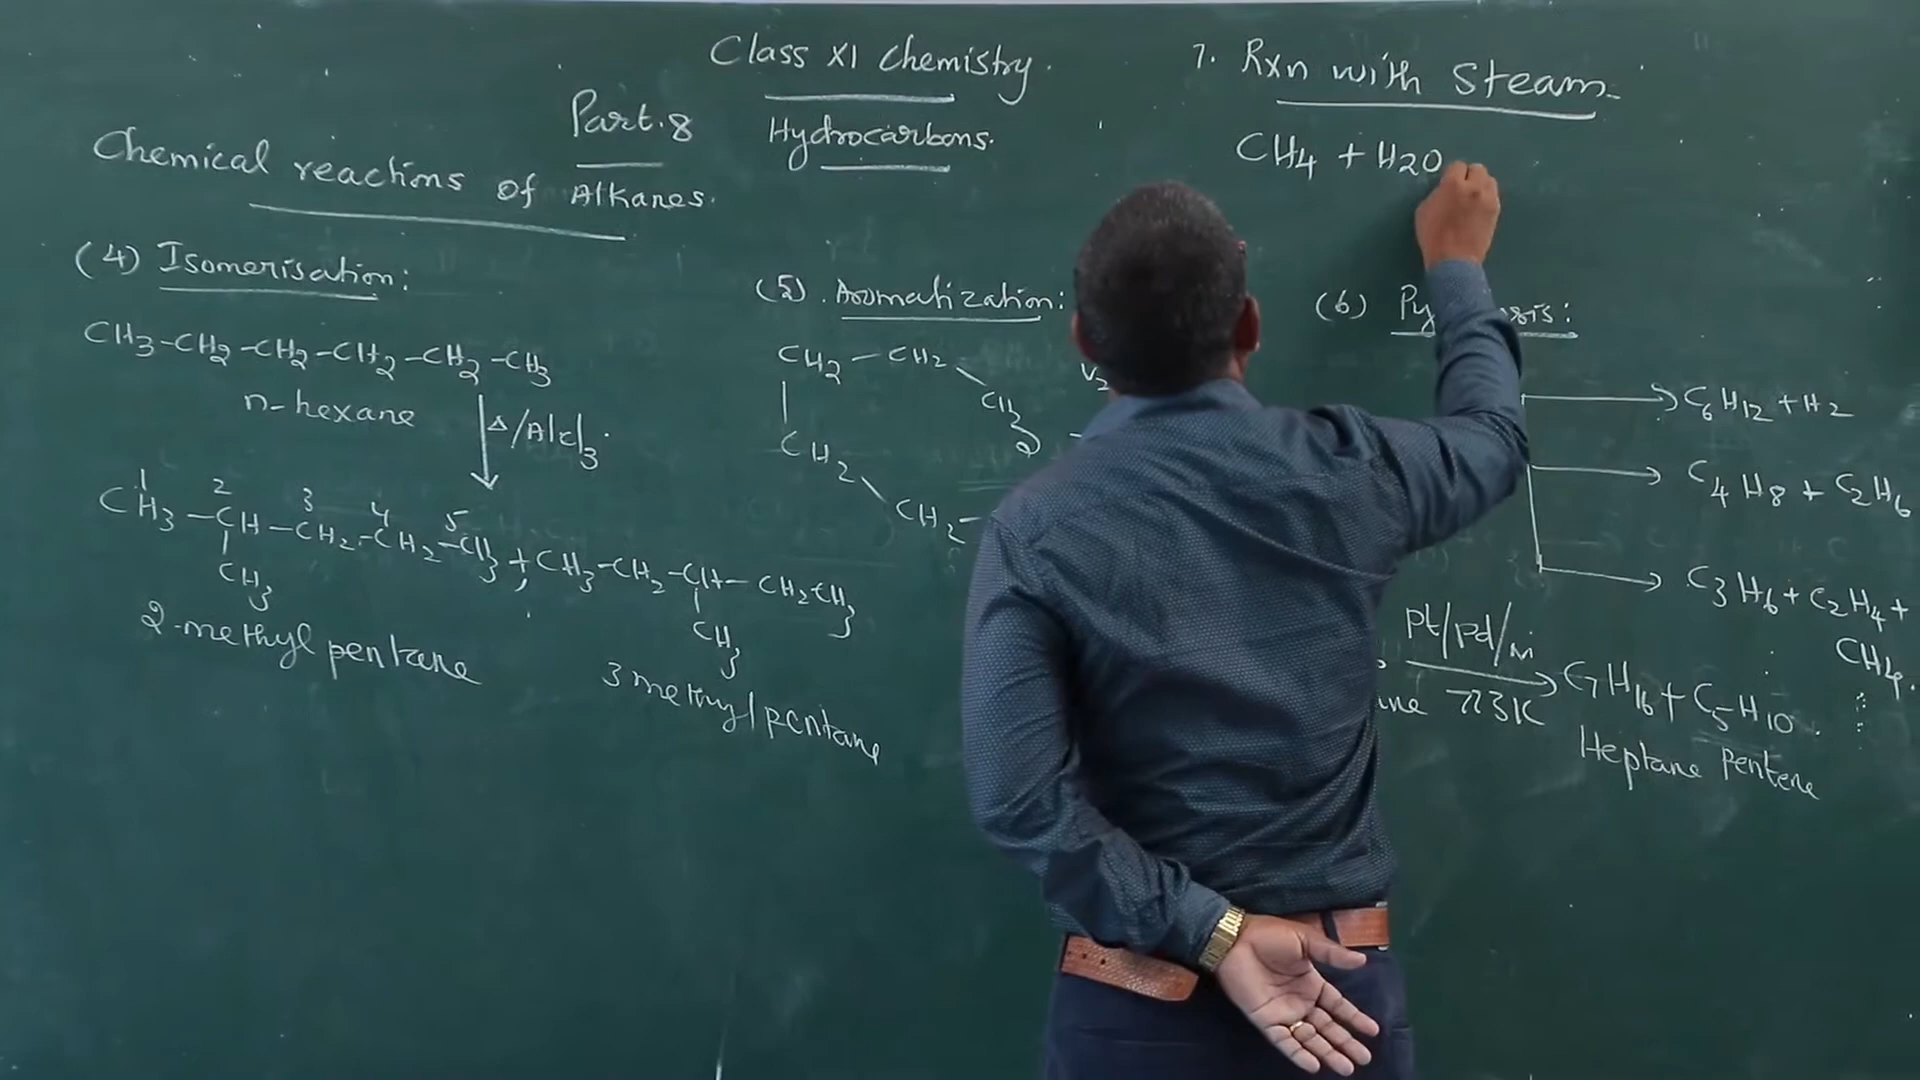 Class XI Chemistry.
Part.8
Hydrocarbons.
Chemical reactions of Alkanes.
(4) Isomerisation:
CH3-CH2-CH2-CH2-CH2-CH3
n-hexane
Δ/AlCl3.
1 2 3 4 5
CH3-CH-CH2-CH2-CH3 + CH3-CH2-CH-CH2-CH3
CH3
CH3
2-methyl pentane
3 methyl pentane
(5). Aromatization:
CH2-CH2
CH2
CH2
CH2-
7. Rxn with Steam
CH4 + H2O
(6)
C6H12 + H2
C4H8 + C2H6
C3H6 + C2H4 +
CH4.
pt/pd/Ni
773K
C7H16 + C5H10.
Heptane Pentene